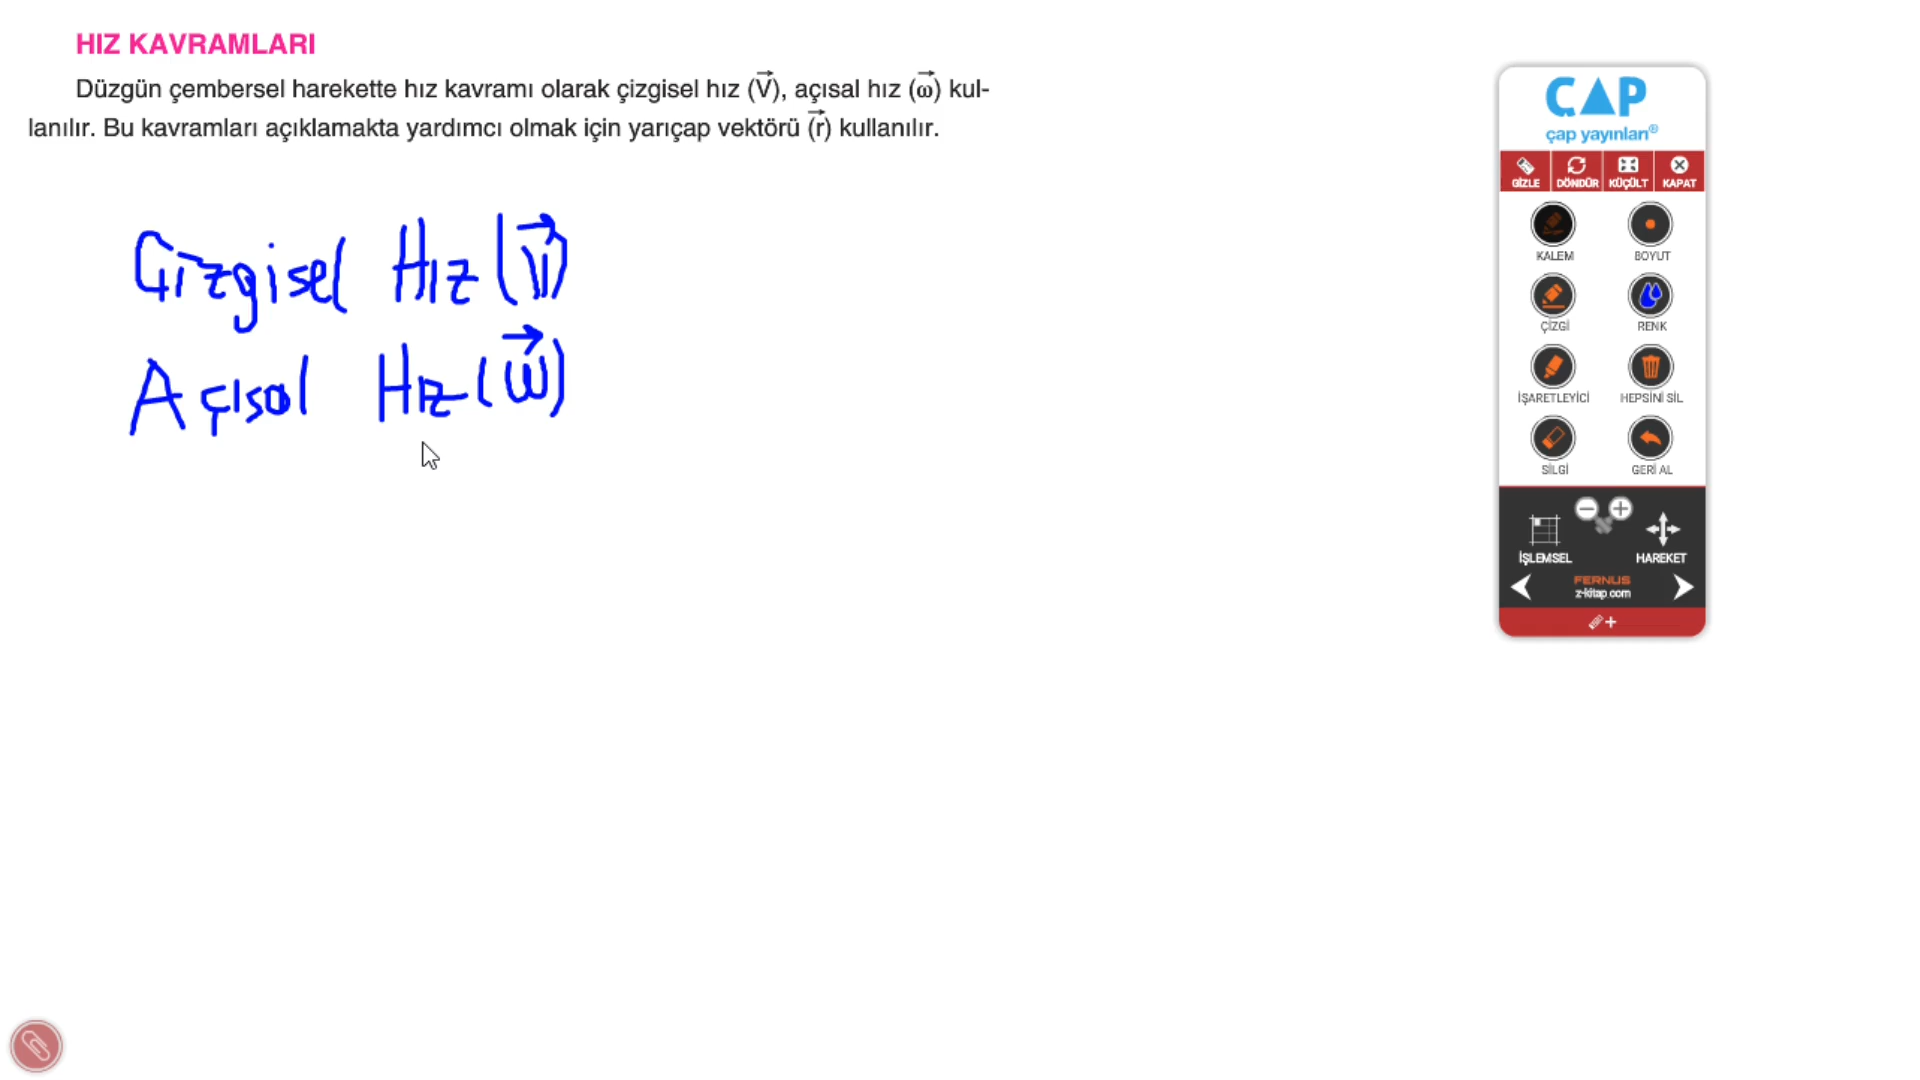 HIZ KAVRAMLARI
Düzgün çembersel harekette hız kavramı olarak çizgisel hız (V⃗), açısal hız (ω⃗) kul-
lanılır. Bu kavramları açıklamakta yardımcı olmak için yarıçap vektörü (r⃗) kullanılır.
Çizgisel Hız (V⃗)
Açısal Hız (ω⃗)
ÇAP
çap yayınları®
GİZLE DÖNDÜR KÜÇÜLT KAPAT
KALEM BOYUT
ÇİZGİ RENK
İŞARETLEYİCİ HEPSİNİ SİL
SİLGİ GERİ AL
İŞLEMSEL HAREKET
FERNUS
z-kitap.com